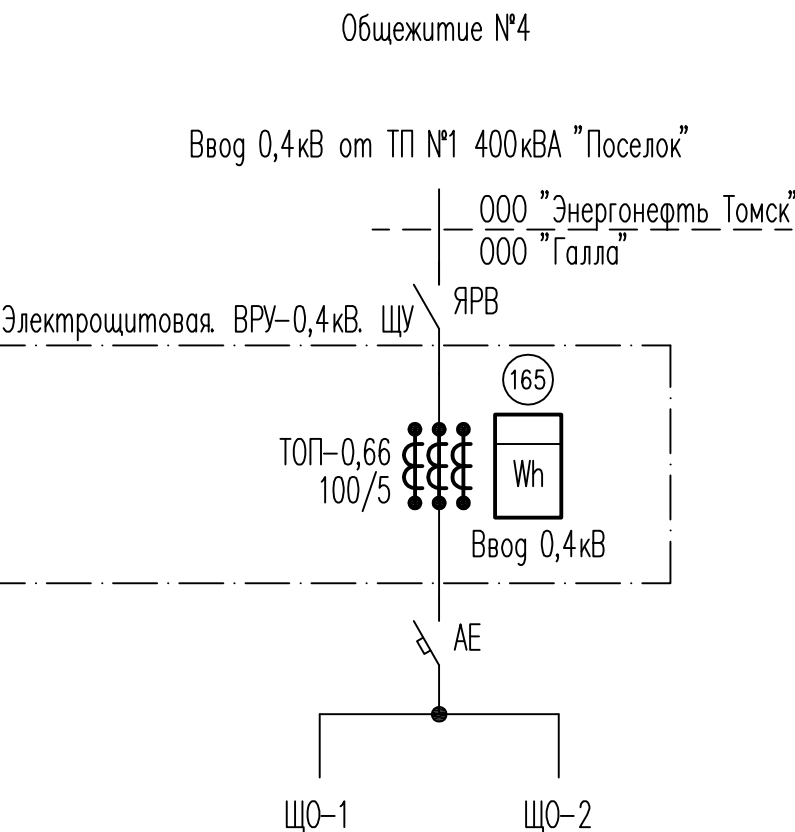 Общежитие №4
Ввод 0,4кВ от ТП №1 400кВА "Поселок"
ООО "Энергонефть Томск"
ООО "Галла"
ЯРВ
Электрощитовая. ВРУ-0,4кВ. ЩУ
165
ТОП-0,66
100/5
Wh
Ввод 0,4кВ
АЕ
ЩО-1
ЩО-2